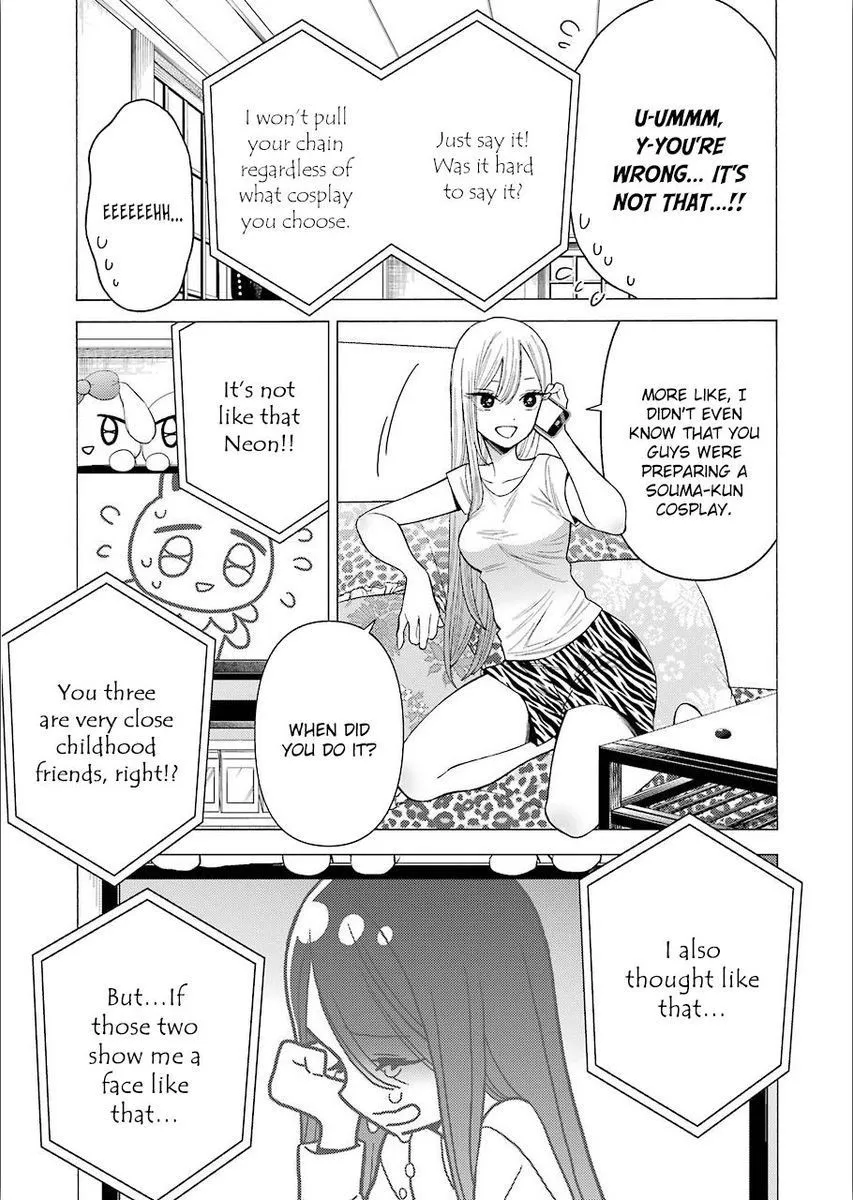 U-UMMM,
Y-YOU'RE
WRONG... IT'S
NOT THAT...!!
Just say it!
Was it hard
to say it?
I won't pull
your chain
regardless of
what cosplay
you choose.
EEEEEEHH...
MORE LIKE, I
DIDN'T EVEN
KNOW THAT YOU
GUYS WERE
PREPARING A
SOUMA-KUN
COSPLAY.
WHEN DID
YOU DO IT?
It's not
like that
Neon!!
You three
are very close
childhood
friends, right!?
I also
thought like
that...
But...If
those two
show me a
face like
that...